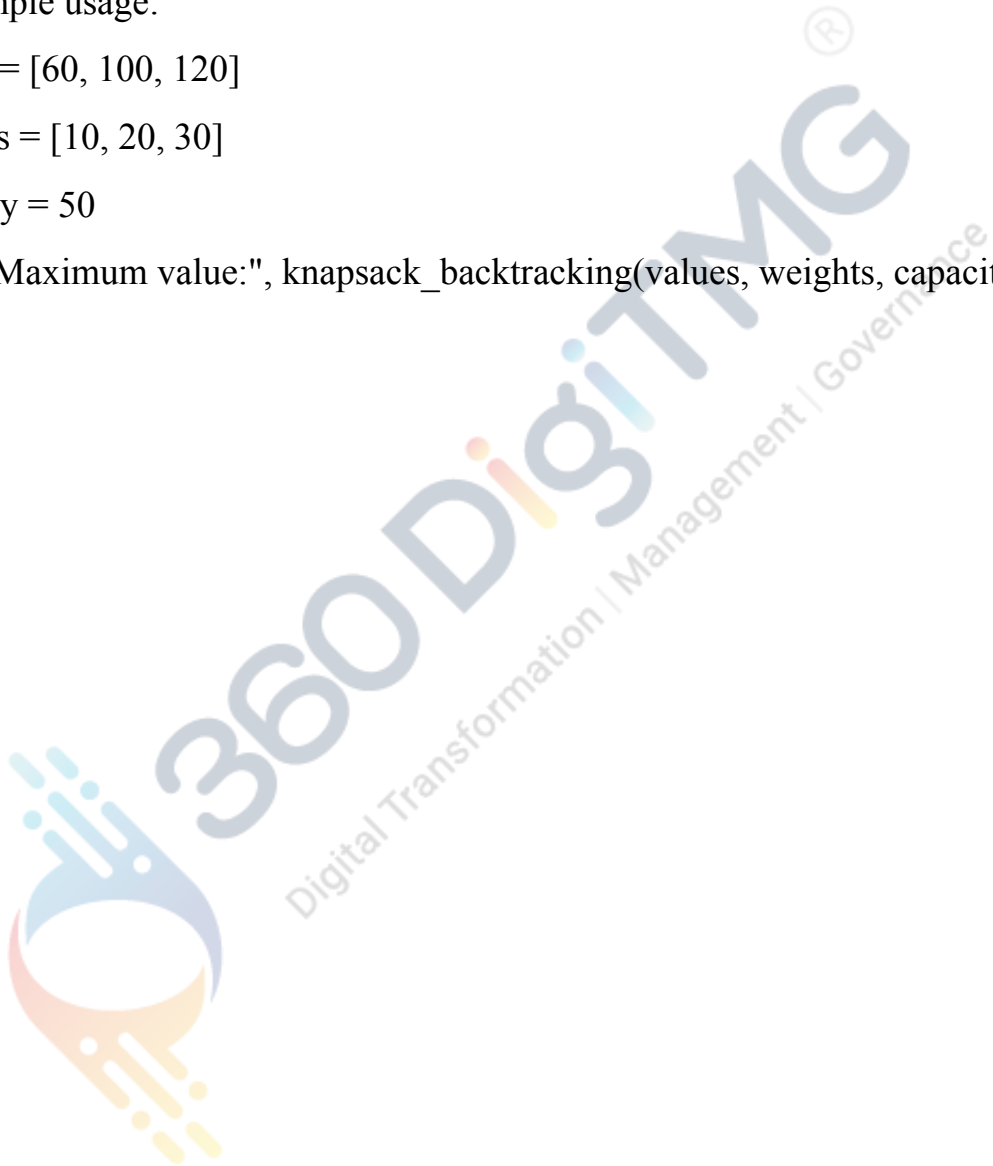 nple usage:
= [60, 100, 120]
s = [10, 20, 30]
y = 50
Maximum value:", knapsack_backtracking(values, weights, capacit
®
360DigiTMG
Digital Transformation | Management | Governance